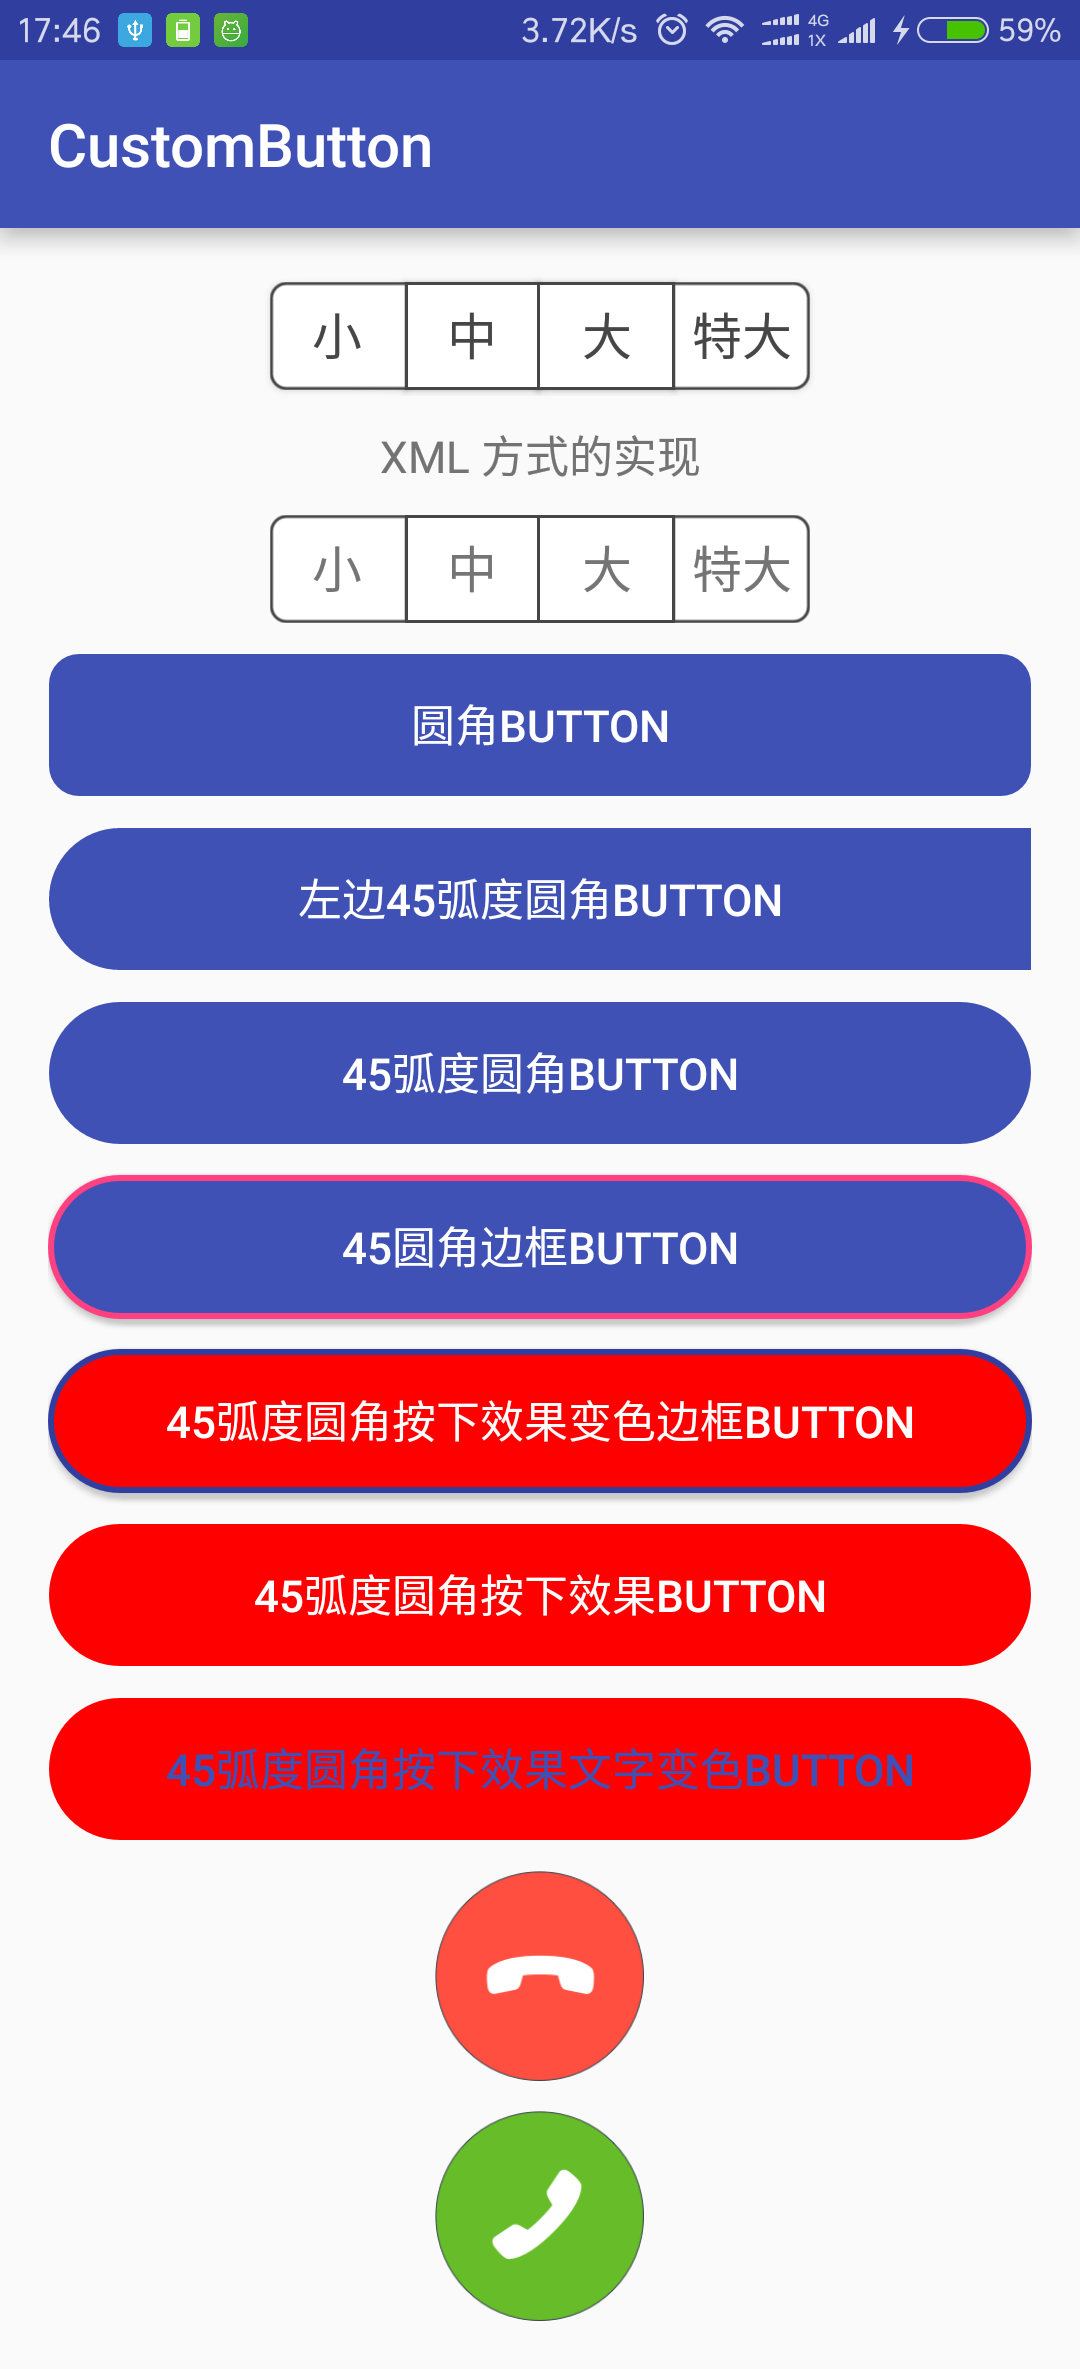 17:46 3.72K/s 4G 1X 59%
CustomButton
小 中 大 特大
XML 方式的实现
小 中 大 特大
圆角BUTTON
左边45弧度圆角BUTTON
45弧度圆角BUTTON
45圆角边框BUTTON
45弧度圆角按下效果变色边框BUTTON
45弧度圆角按下效果BUTTON
45弧度圆角按下效果文字变色BUTTON